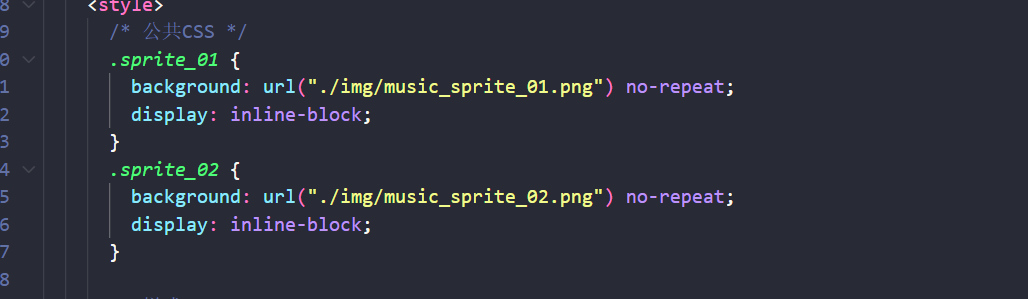 8 <style>
9 /* 公共CSS */
0 .sprite_01 {
1 background: url("./img/music_sprite_01.png") no-repeat;
2 display: inline-block;
3 }
4 .sprite_02 {
5 background: url("./img/music_sprite_02.png") no-repeat;
6 display: inline-block;
7 }
8